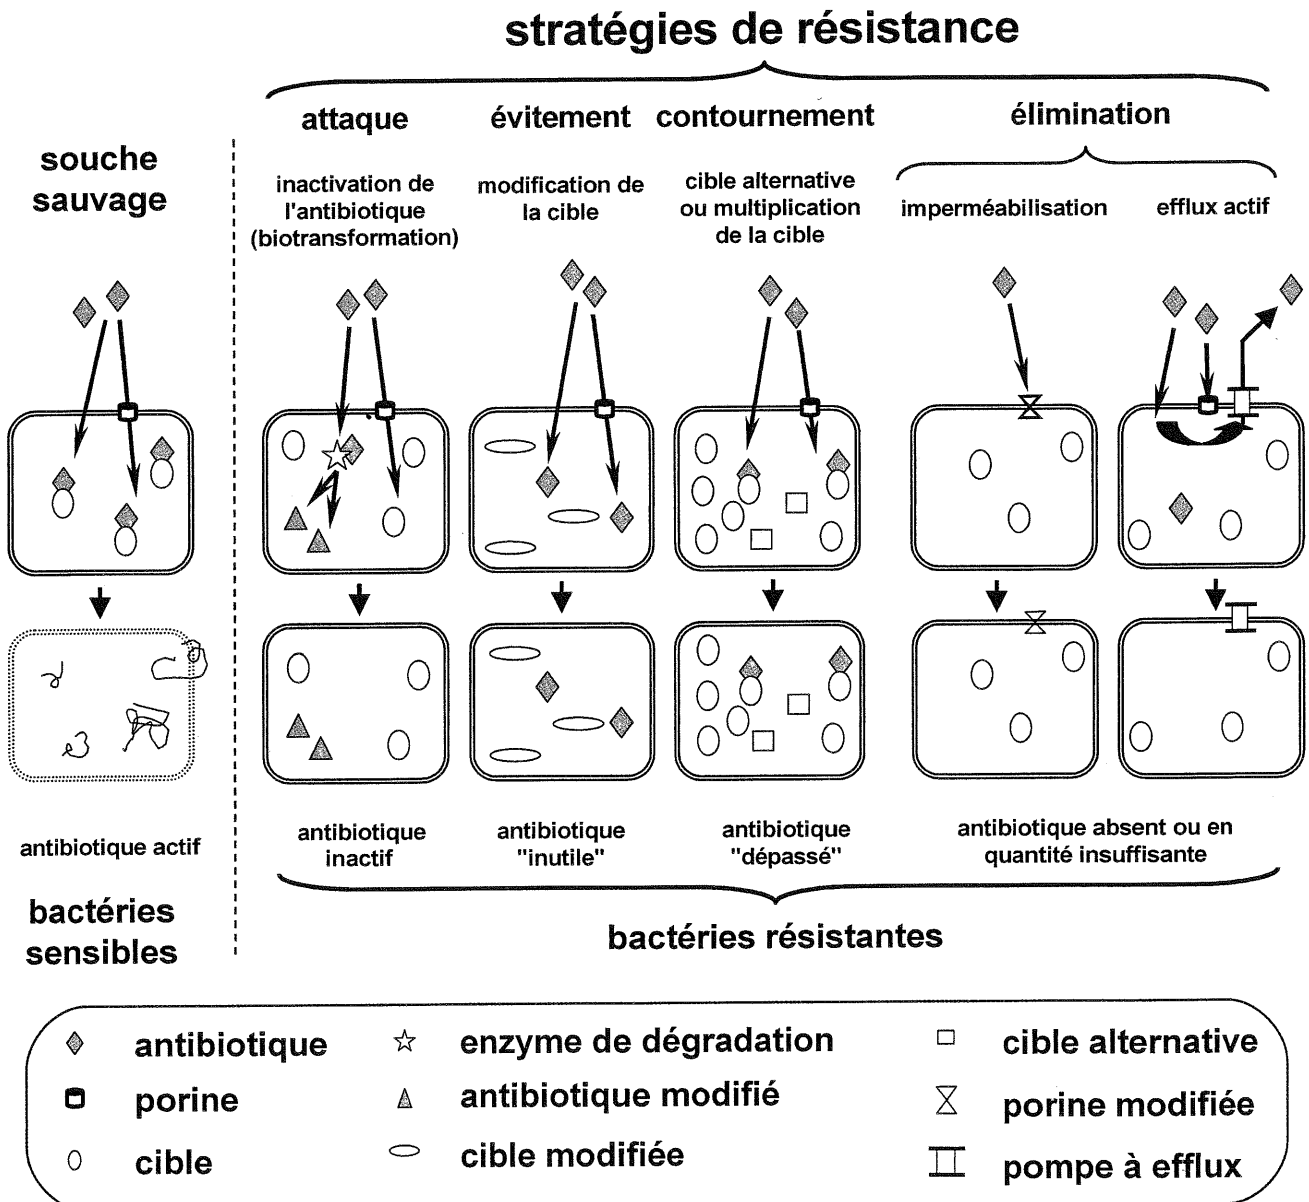 stratégies de résistance
souche
sauvage
attaque
inactivation de
l'antibiotique
(biotransformation)
évitement
modification de
la cible
contournement
cible alternative
ou multiplication
de la cible
élimination
imperméabilisation
efflux actif
antibiotique actif
antibiotique
inactif
antibiotique
"inutile"
antibiotique
"dépassé"
antibiotique absent ou en
quantité insuffisante
bactéries
sensibles
bactéries résistantes
antibiotique
porine
cible
enzyme de dégradation
antibiotique modifié
cible modifiée
cible alternative
porine modifiée
pompe à efflux